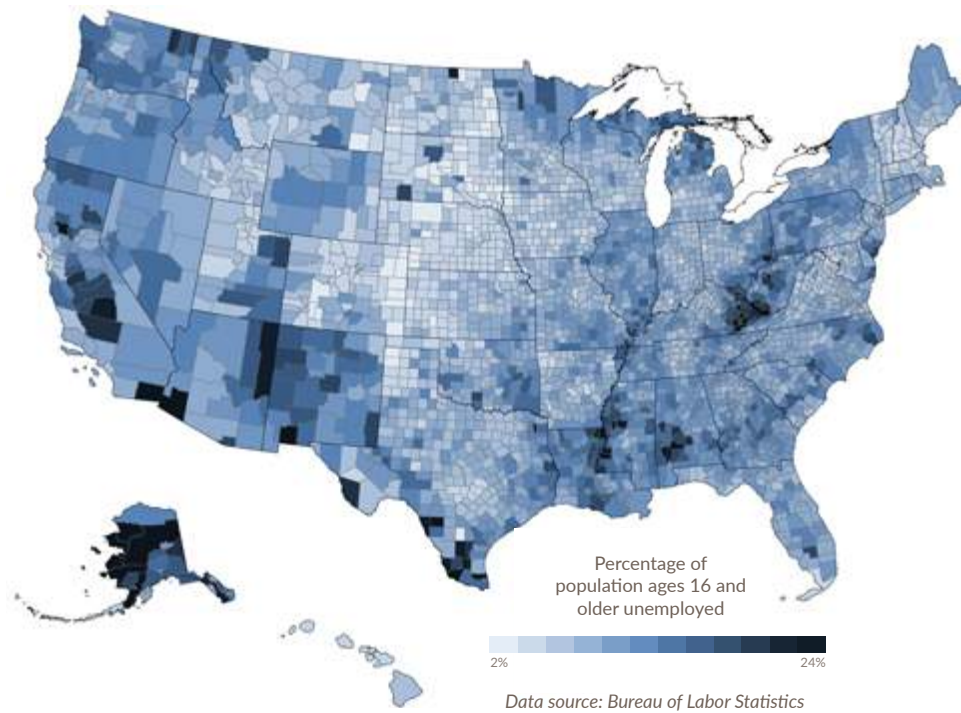 Percentage of
population ages 16 and
older unemployed
2%
24%
Data source: Bureau of Labor Statistics